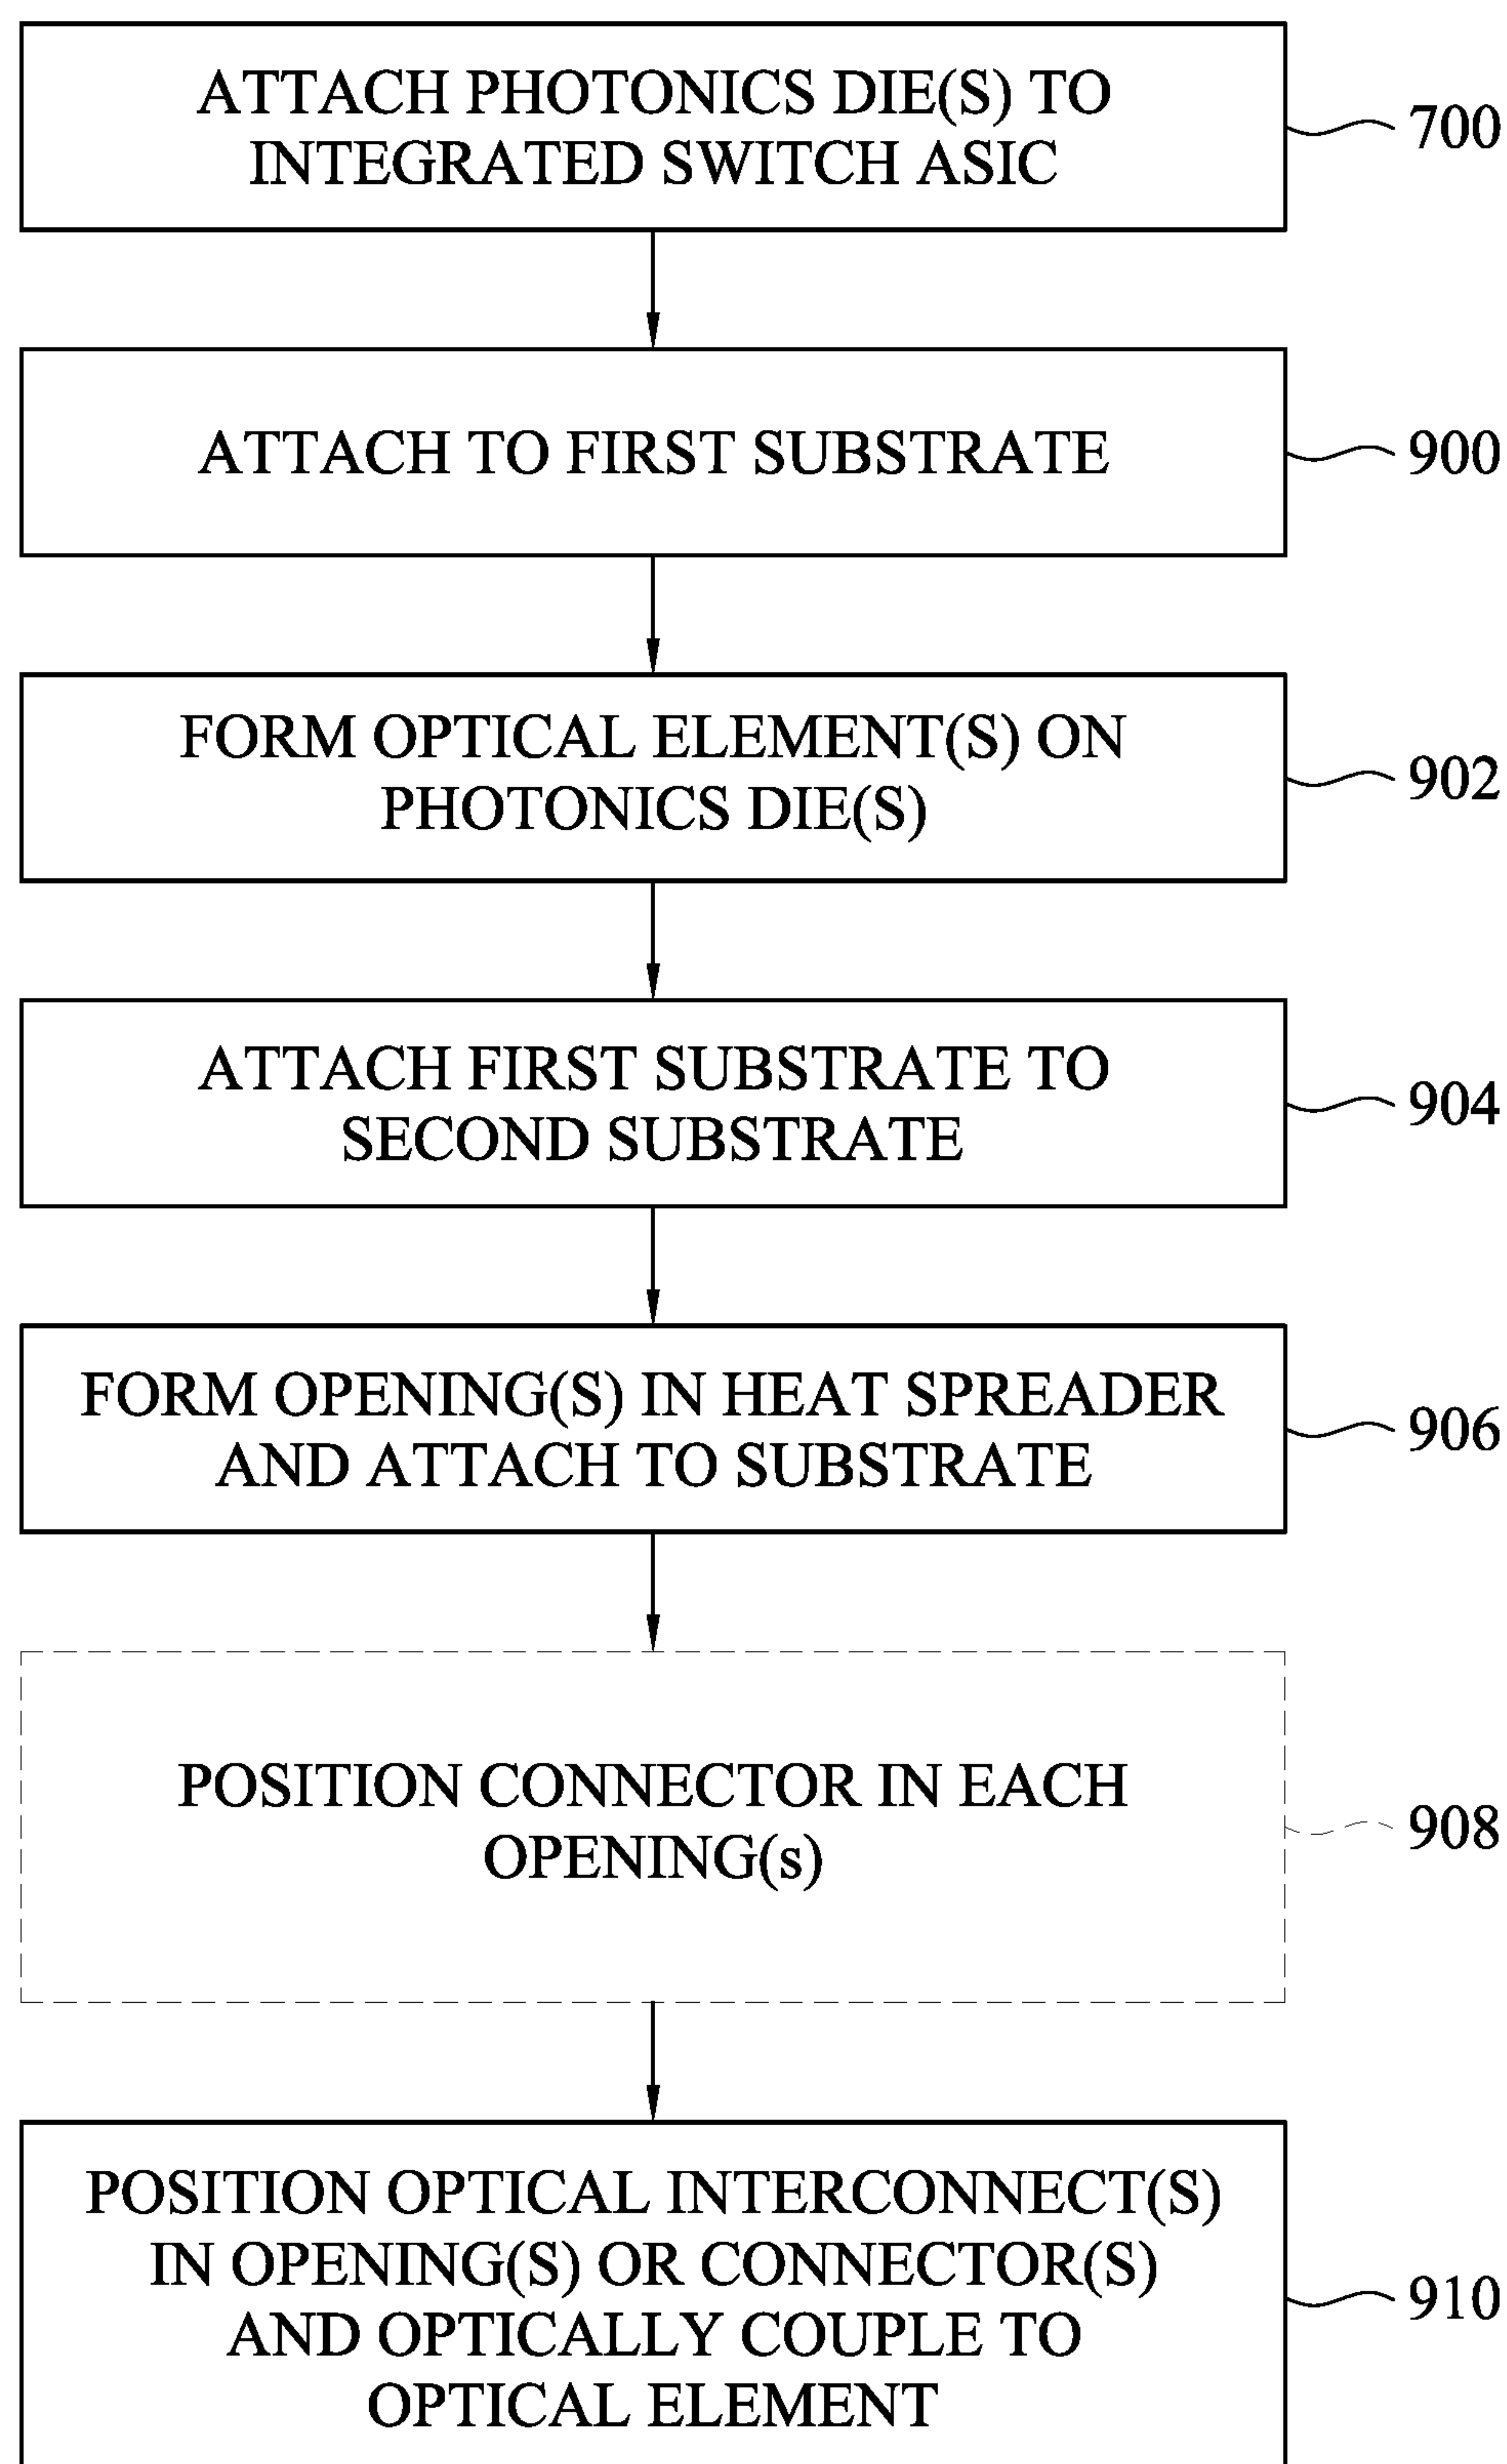 ATTACH PHOTONICS DIE(S) TO
INTEGRATED SWITCH ASIC
700
ATTACH TO FIRST SUBSTRATE
900
FORM OPTICAL ELEMENT(S) ON
PHOTONICS DIE(S)
902
ATTACH FIRST SUBSTRATE TO
SECOND SUBSTRATE
904
FORM OPENING(S) IN HEAT SPREADER
AND ATTACH TO SUBSTRATE
906
POSITION CONNECTOR IN EACH
OPENING(s)
908
POSITION OPTICAL INTERCONNECT(S)
IN OPENING(S) OR CONNECTOR(S)
AND OPTICALLY COUPLE TO
OPTICAL ELEMENT
910